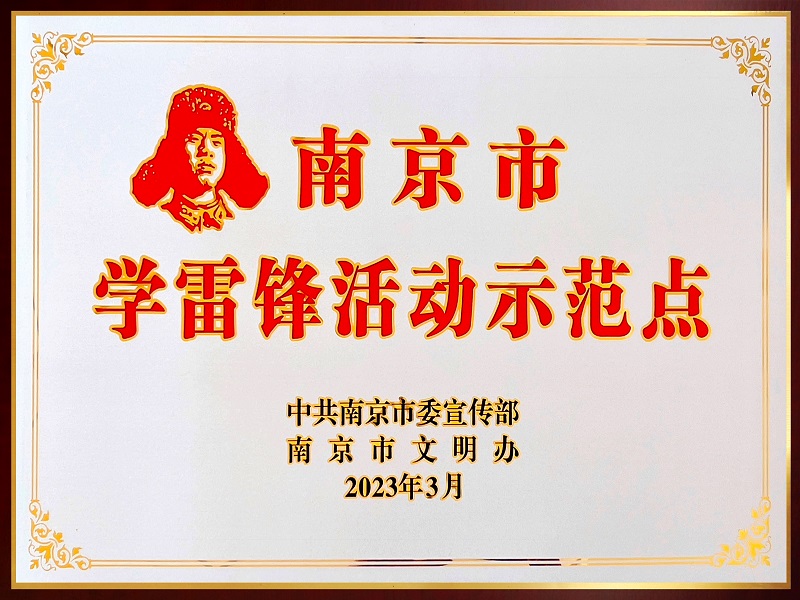 南京市
学雷锋活动示范点
中共南京市委宣传部
南京市文明办
2023年3月